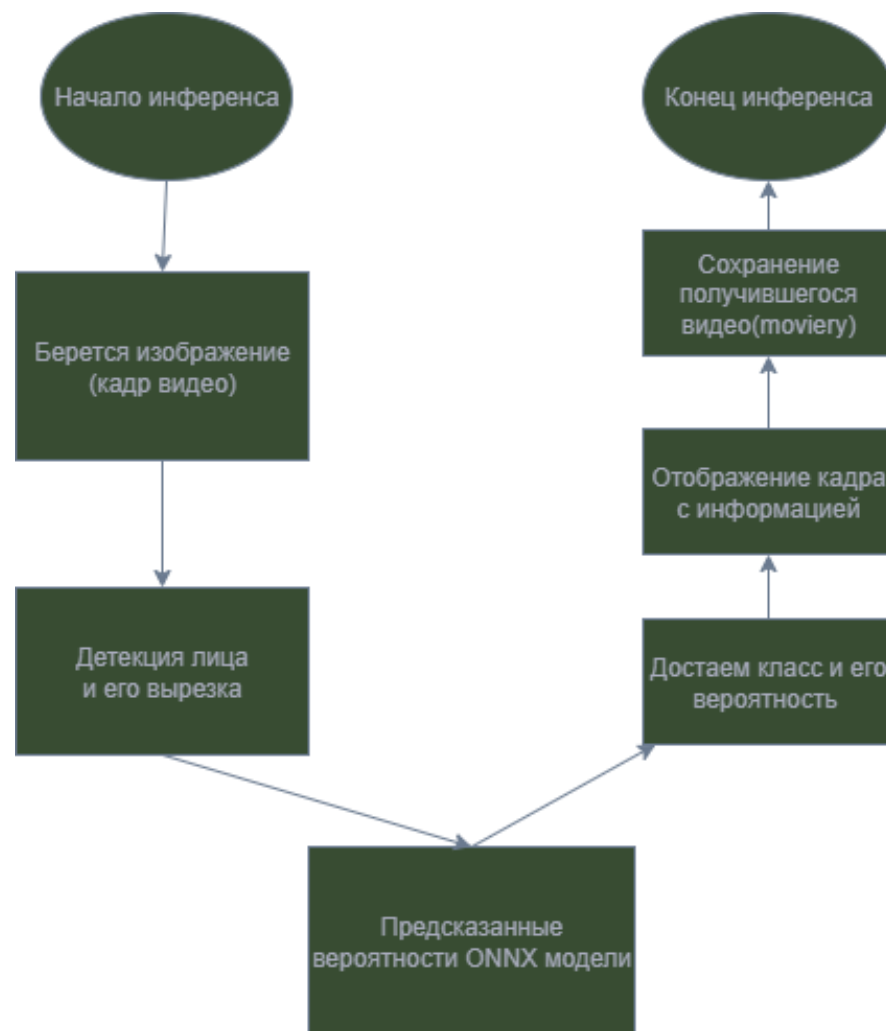 Начало инференса
Берется изображение
(кадр видео)
Детекция лица
и его вырезка
Предсказанные
вероятности ONNX модели
Достаем класс и его
вероятность
Отображение кадра
с информацией
Сохранение
получившегося
видео(moviery)
Конец инференса